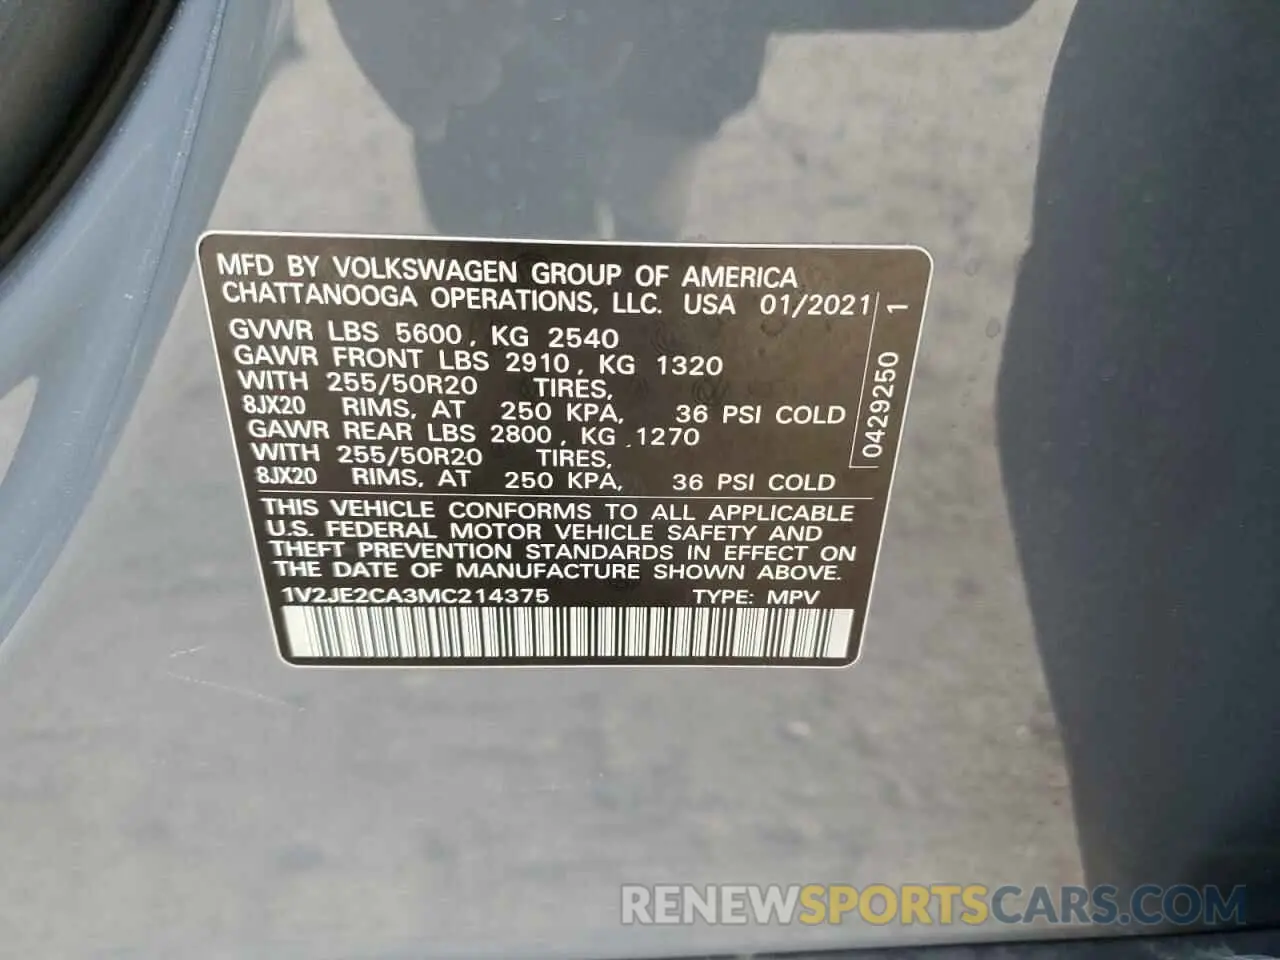 MFD BY VOLKSWAGEN GROUP OF AMERICA
CHATTANOOGA OPERATIONS, LLC. USA 01/2021
GVWR LBS 5600, KG 2540
GAWR FRONT LBS 2910, KG 1320
WITH 255/50R20 TIRES,
8JX20 RIMS, AT 250 KPA, 36 PSI COLD
GAWR REAR LBS 2800, KG 1270
WITH 255/50R20 TIRES,
8JX20 RIMS, AT 250 KPA, 36 PSI COLD
0429250 1
THIS VEHICLE CONFORMS TO ALL APPLICABLE
U.S. FEDERAL MOTOR VEHICLE SAFETY AND
THEFT PREVENTION STANDARDS IN EFFECT ON
THE DATE OF MANUFACTURE SHOWN ABOVE.
1V2JE2CA3MC214375 TYPE: MPV
RENEWSPORTSCARS.COM